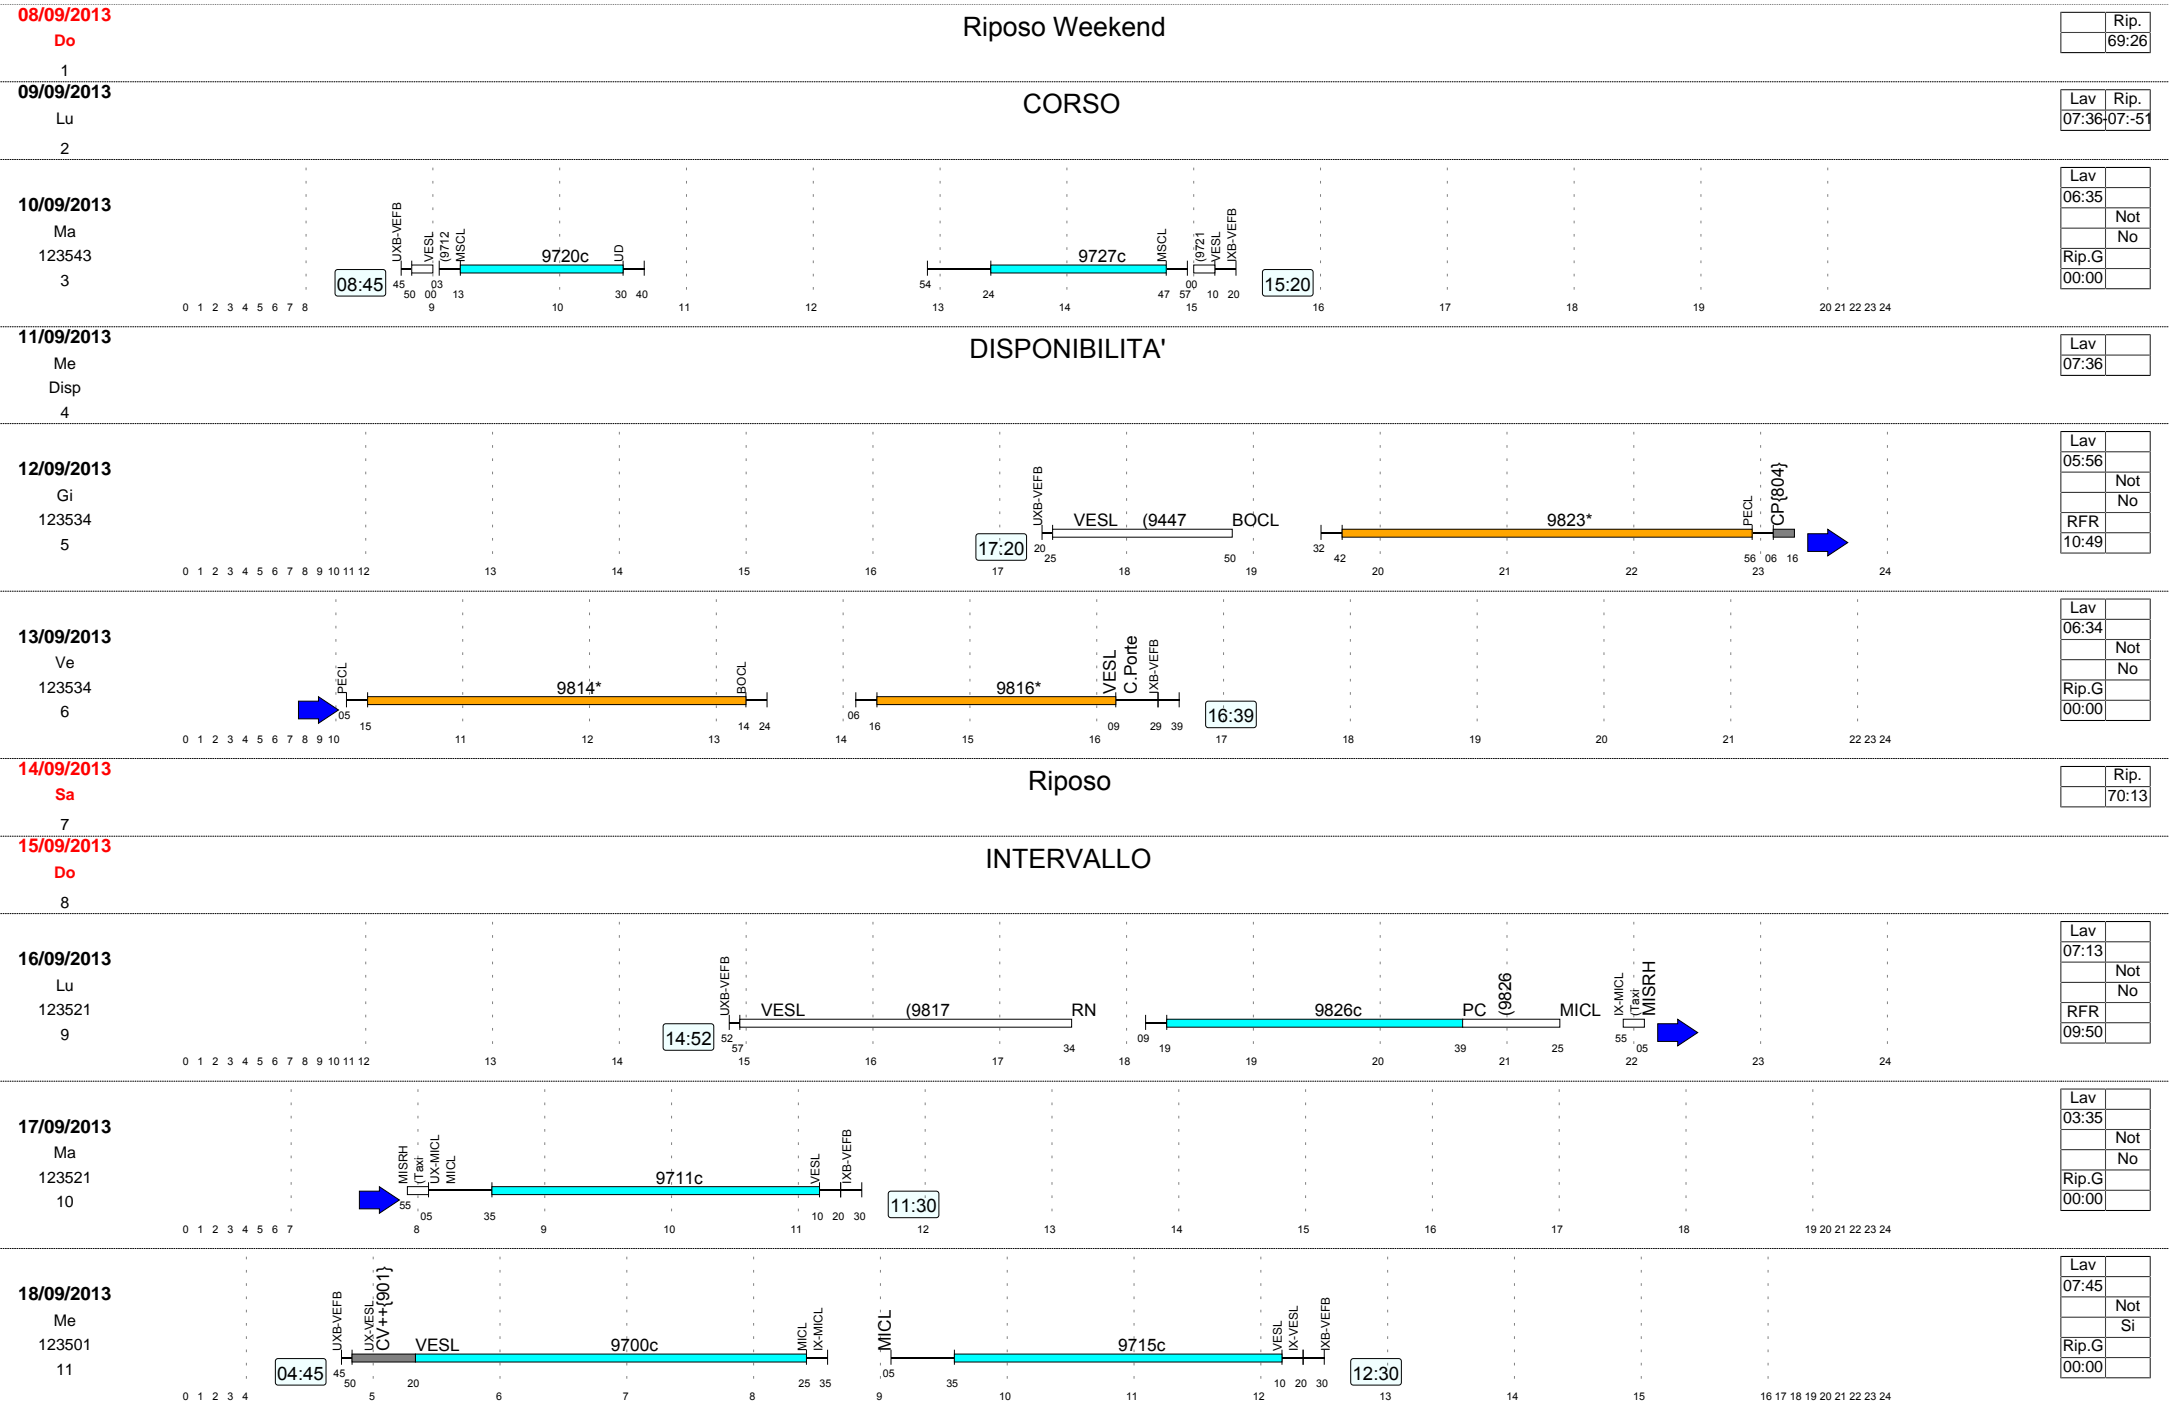 08/09/2013
Do
1
Riposo Weekend
Rip.
69:26
09/09/2013
Lu
2
CORSO
Lav Rip.
07:36 -07:-51
10/09/2013
Ma
123543
3
08:45
UXB-VEFB VESL (9712 MSCL 9720c UD
9727c MSCL (9721 VESL IXB-VEFB
15:20
45 50 00 03 13 30 40 54 24 47 57 00 10 20
0 1 2 3 4 5 6 7 8 9 10 11 12 13 14 15 16 17 18 19 20 21 22 23 24
Lav
06:35
Not
No
Rip.G
00:00
11/09/2013
Me
Disp
4
DISPONIBILITA'
Lav
07:36
12/09/2013
Gi
123534
5
17:20
UXB-VEFB VESL (9447 BOCL 9823* PECL CP{804}
20 25 50 32 42 56 06 16
0 1 2 3 4 5 6 7 8 9 10 11 12 13 14 15 16 17 18 19 20 21 22 23 24
Lav
05:56
Not
No
RFR
10:49
13/09/2013
Ve
123534
6
PECL 9814* BOCL 9816* VESL C.Porte IXB-VEFB
16:39
05 15 14 24 06 16 09 29 39
0 1 2 3 4 5 6 7 8 9 10 11 12 13 14 15 16 17 18 19 20 21 22 23 24
Lav
06:34
Not
No
Rip.G
00:00
14/09/2013
Sa
7
Riposo
Rip.
70:13
15/09/2013
Do
8
INTERVALLO
16/09/2013
Lu
123521
9
14:52
UXB-VEFB VESL (9817 RN 9826c PC (9826 MICL IX-MICL (Taxi MISRH
52 57 34 09 19 39 25 55 05
0 1 2 3 4 5 6 7 8 9 10 11 12 13 14 15 16 17 18 19 20 21 22 23 24
Lav
07:13
Not
No
RFR
09:50
17/09/2013
Ma
123521
10
MISRH (Taxi UX-MICL MICL 9711c VESL IXB-VEFB
11:30
55 05 35 10 20 30
0 1 2 3 4 5 6 7 8 9 10 11 12 13 14 15 16 17 18 19 20 21 22 23 24
Lav
03:35
Not
No
Rip.G
00:00
18/09/2013
Me
123501
11
04:45
UXB-VEFB UX-VESL CV++{901} VESL 9700c MICL IX-MICL MICL 9715c VESL IX-VESL IXB-VEFB
12:30
45 50 20 25 35 05 35 10 20 30
0 1 2 3 4 5 6 7 8 9 10 11 12 13 14 15 16 17 18 19 20 21 22 23 24
Lav
07:45
Not
Si
Rip.G
00:00